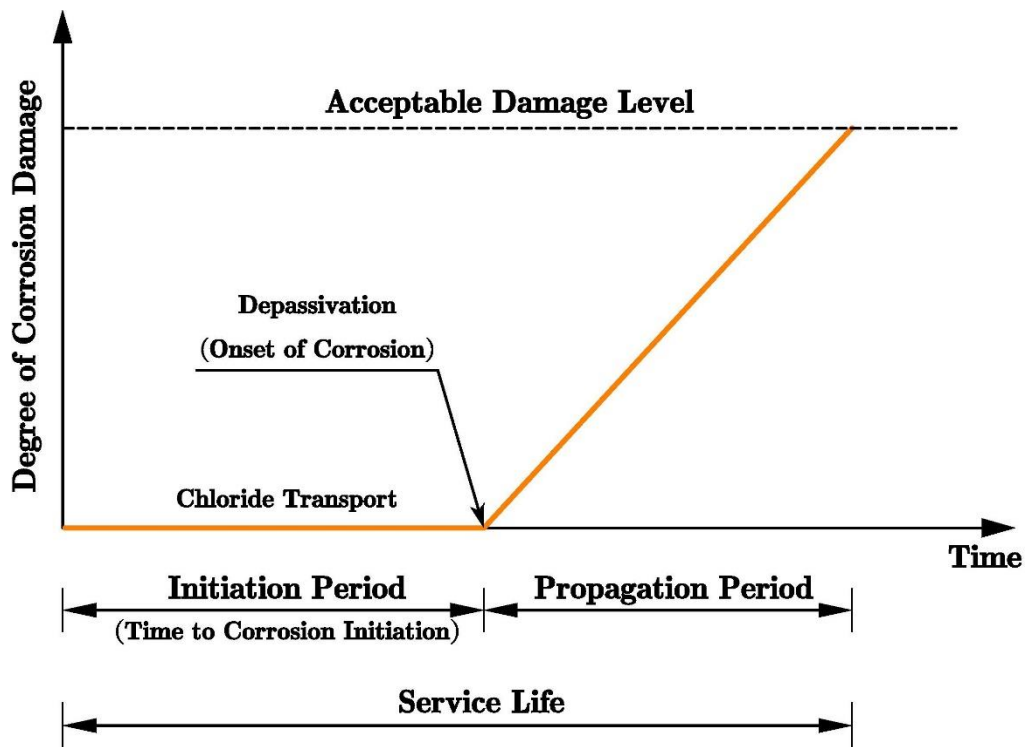 Acceptable Damage Level
Degree of Corrosion Damage
Depassivation
(Onset of Corrosion)
Chloride Transport
Time
Initiation Period
Propagation Period
(Time to Corrosion Initiation)
Service Life